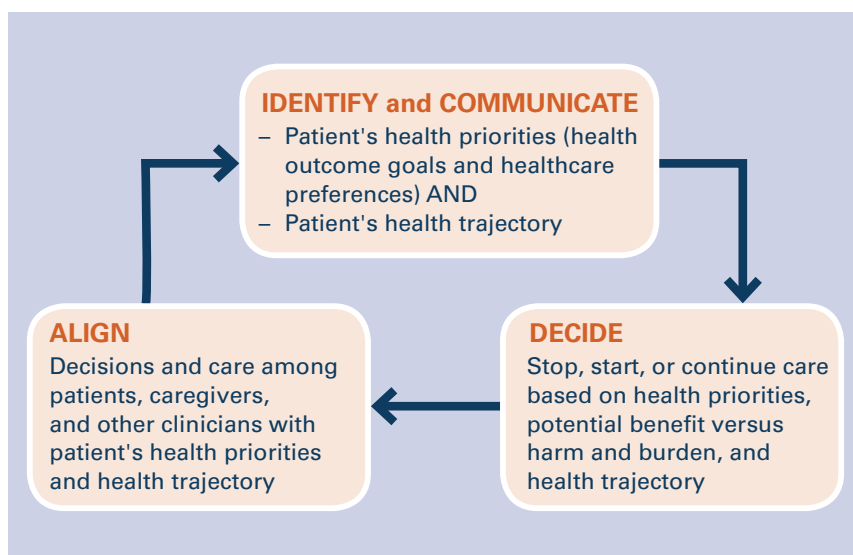 IDENTIFY and COMMUNICATE
– Patient's health priorities (health
outcome goals and healthcare
preferences) AND
– Patient's health trajectory
ALIGN
Decisions and care among
patients, caregivers,
and other clinicians with
patient's health priorities
and health trajectory
DECIDE
Stop, start, or continue care
based on health priorities,
potential benefit versus
harm and burden, and
health trajectory